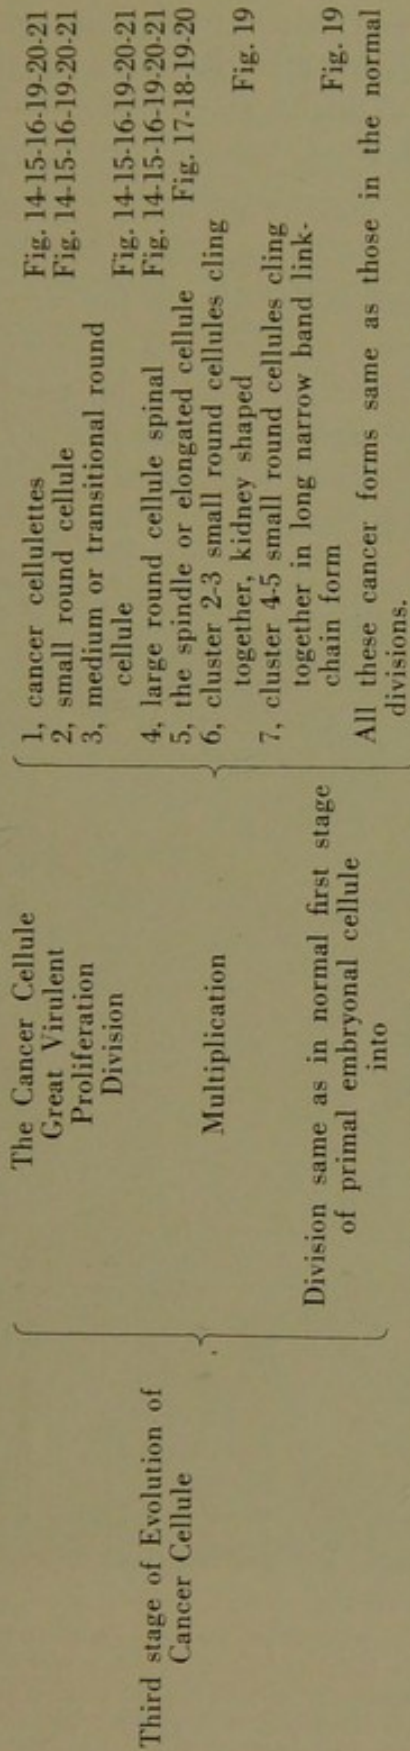 Third stage of Evolution of
Cancer Cellule
The Cancer Cellule
Great Virulent
Proliferation
Division
Multiplication
Division same as in normal first stage
of primal embryonal cellule
into
1, cancer cellulettes Fig. 14-15-16-19-20-21
2, small round cellule Fig. 14-15-16-19-20-21
3, medium or transitional round
cellule Fig. 14-15-16-19-20-21
4, large round cellule spinal Fig. 14-15-16-19-20-21
5, the spindle or elongated cellule Fig. 17-18-19-20
6, cluster 2-3 small round cellules cling
together, kidney shaped Fig. 19
7, cluster 4-5 small round cellules cling
together in long narrow band link-
chain form Fig. 19
All these cancer forms same as those in the normal
divisions.